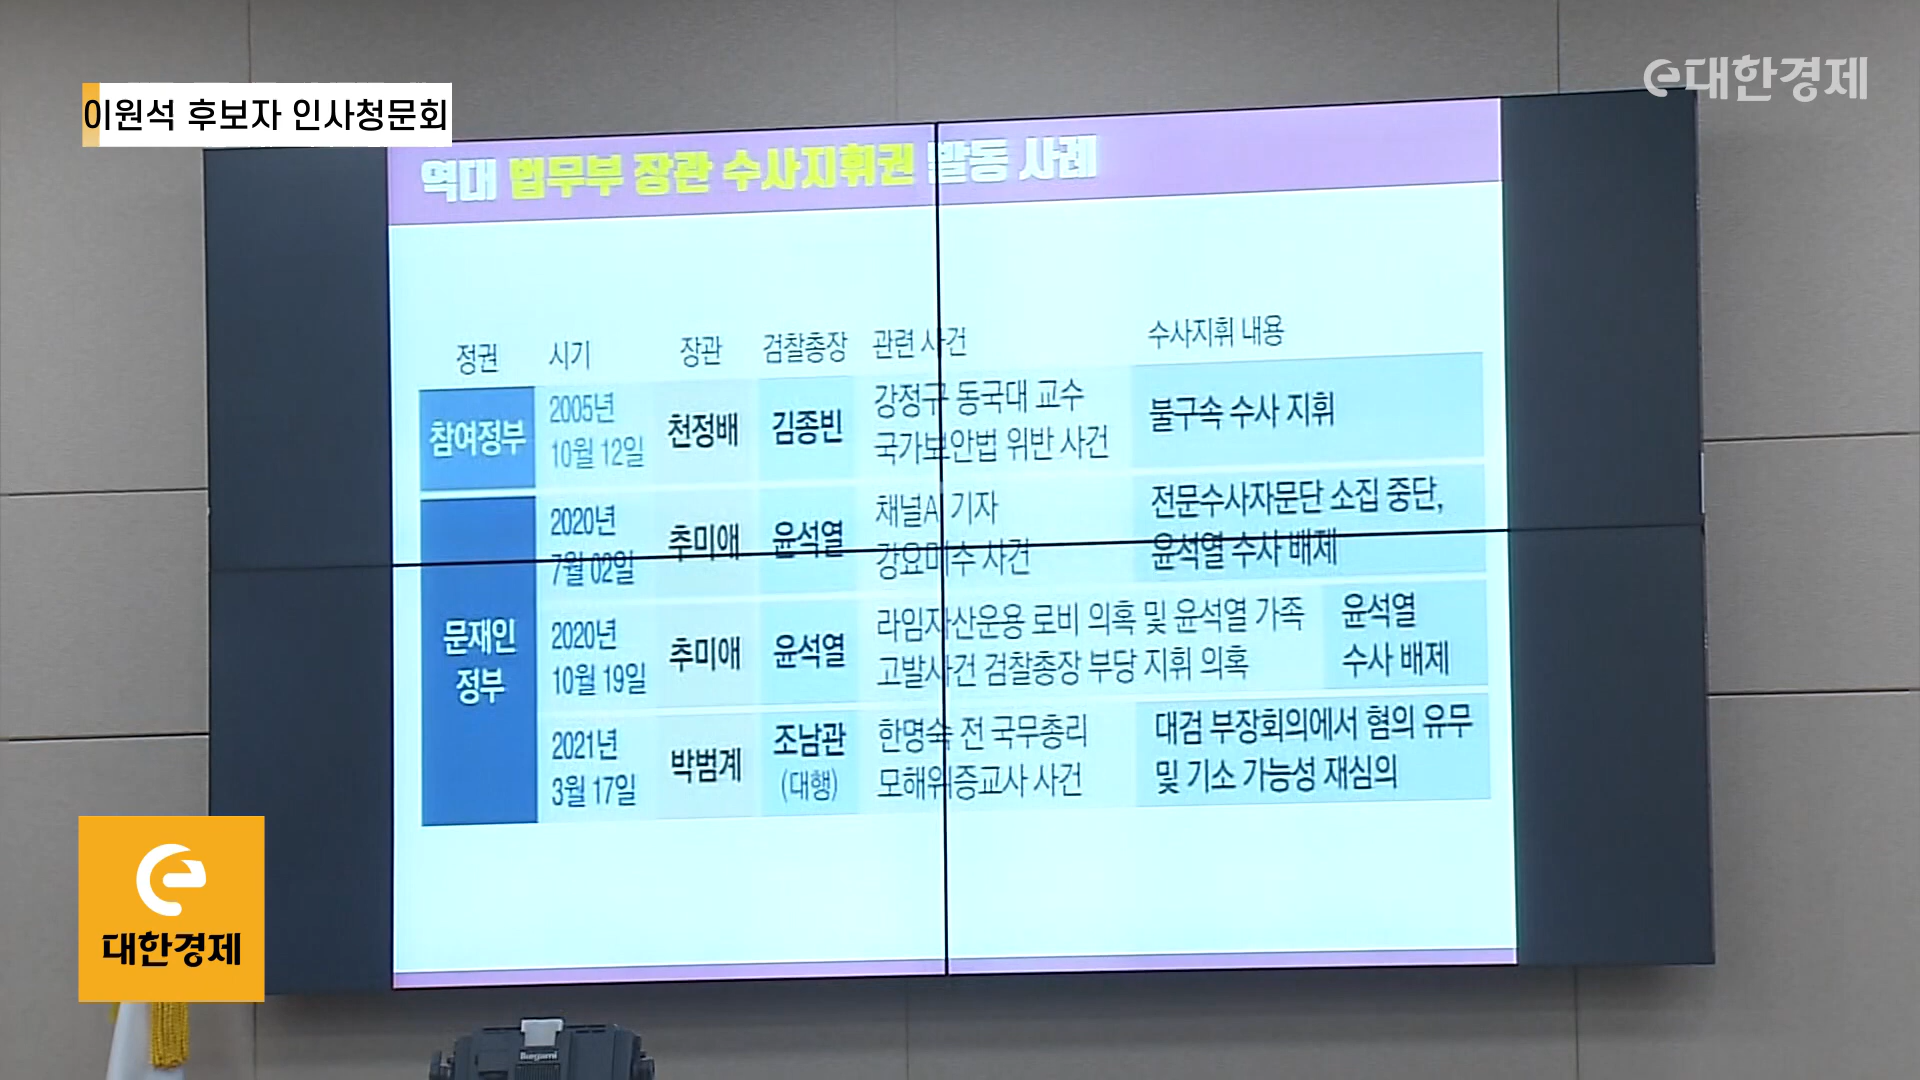 이원석 후보자 인사청문회
e대한경제
역대 법무부 장관 수사지휘권 발동 사례
정권 시기 장관 검찰총장 관련 사건 수사지휘 내용
참여정부
2005년
10월 12일
천정배
김종빈
강정구 동국대 교수
국가보안법 위반 사건
불구속 수사 지휘
문재인
정부
2020년
7월 02일
추미애
윤석열
채널A 기자
강요미수 사건
전문수사자문단 소집 중단,
윤석열 수사 배제
2020년
10월 19일
추미애
윤석열
라임자산운용 로비 의혹 및 윤석열 가족
고발사건 검찰총장 부당 지휘 의혹
윤석열
수사 배제
2021년
3월 17일
박범계
조남관
(대행)
한명숙 전 국무총리
모해위증교사 사건
대검 부장회의에서 혐의 유무
및 기소 가능성 재심의
e
대한경제
Ikegami